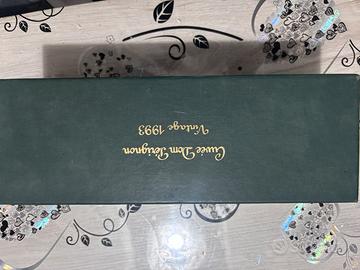 Cuvée Dom Pérignon
Vintage 1993